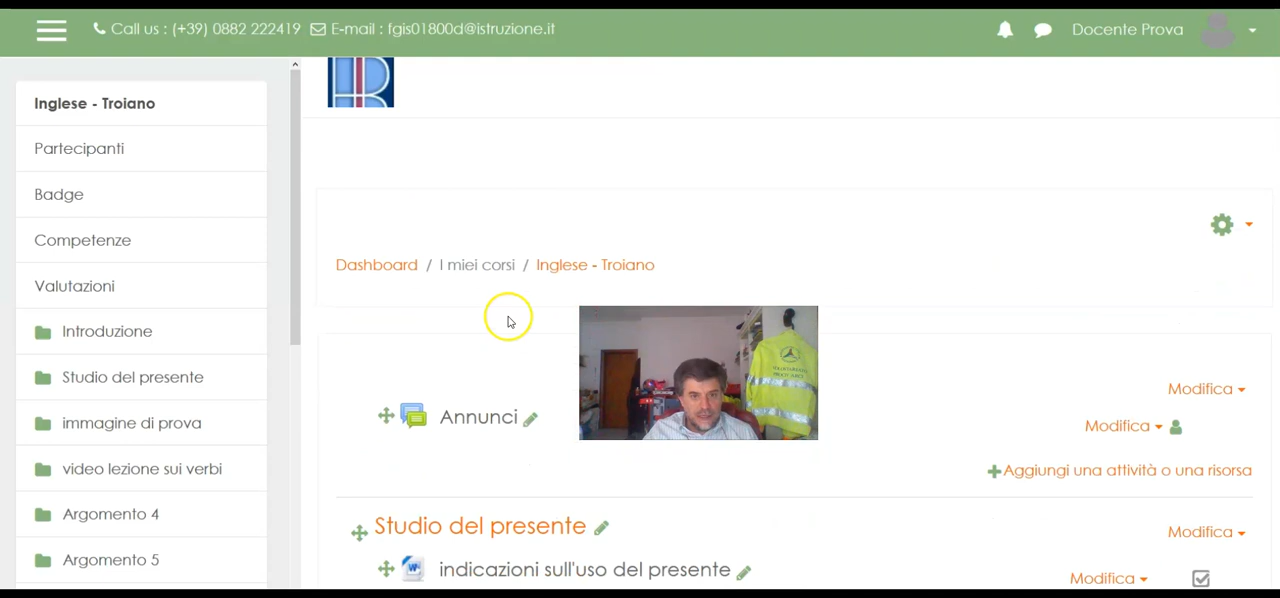 Call us : (+39) 0882 222419 E-mail : fgis01800d@istruzione.it
Docente Prova
Inglese - Troiano
Partecipanti
Badge
Competenze
Valutazioni
Introduzione
Studio del presente
immagine di prova
video lezione sui verbi
Argomento 4
Argomento 5
Dashboard / I miei corsi / Inglese - Troiano
Modifica
Annunci
Modifica
Aggiungi una attività o una risorsa
Studio del presente
Modifica
indicazioni sull'uso del presente
Modifica